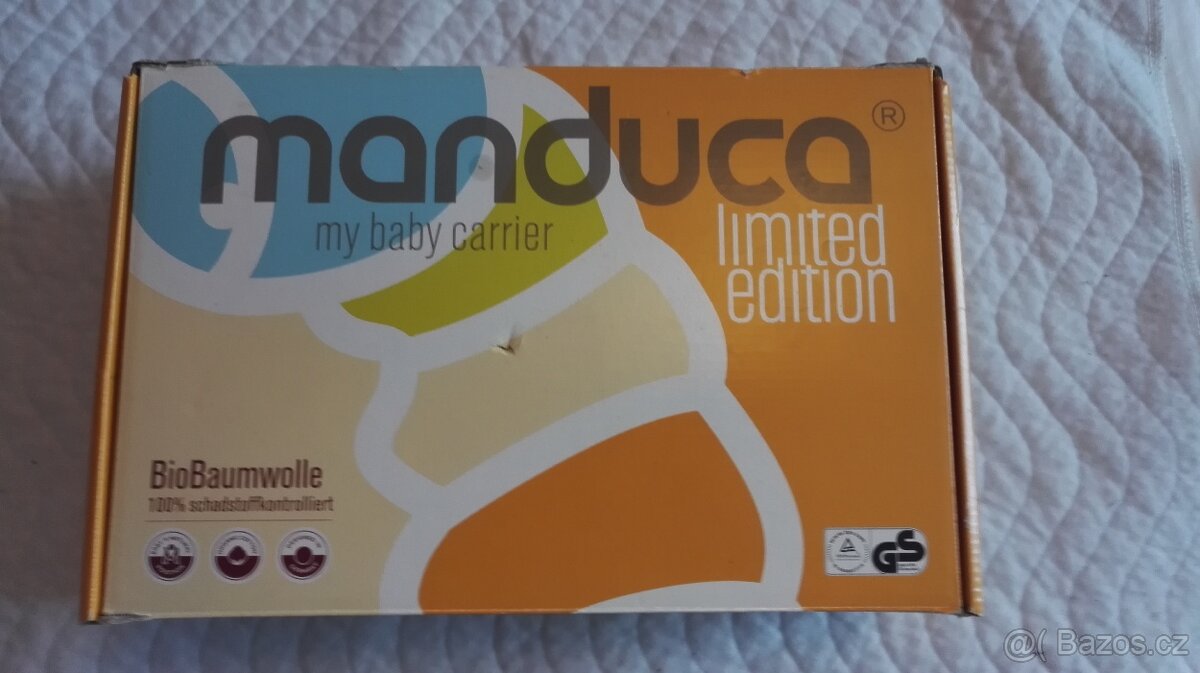 manduca®
my baby carrier
limited
edition
BioBaumwolle
100% schadstoffkontrolliert
GS
Bazos.cz